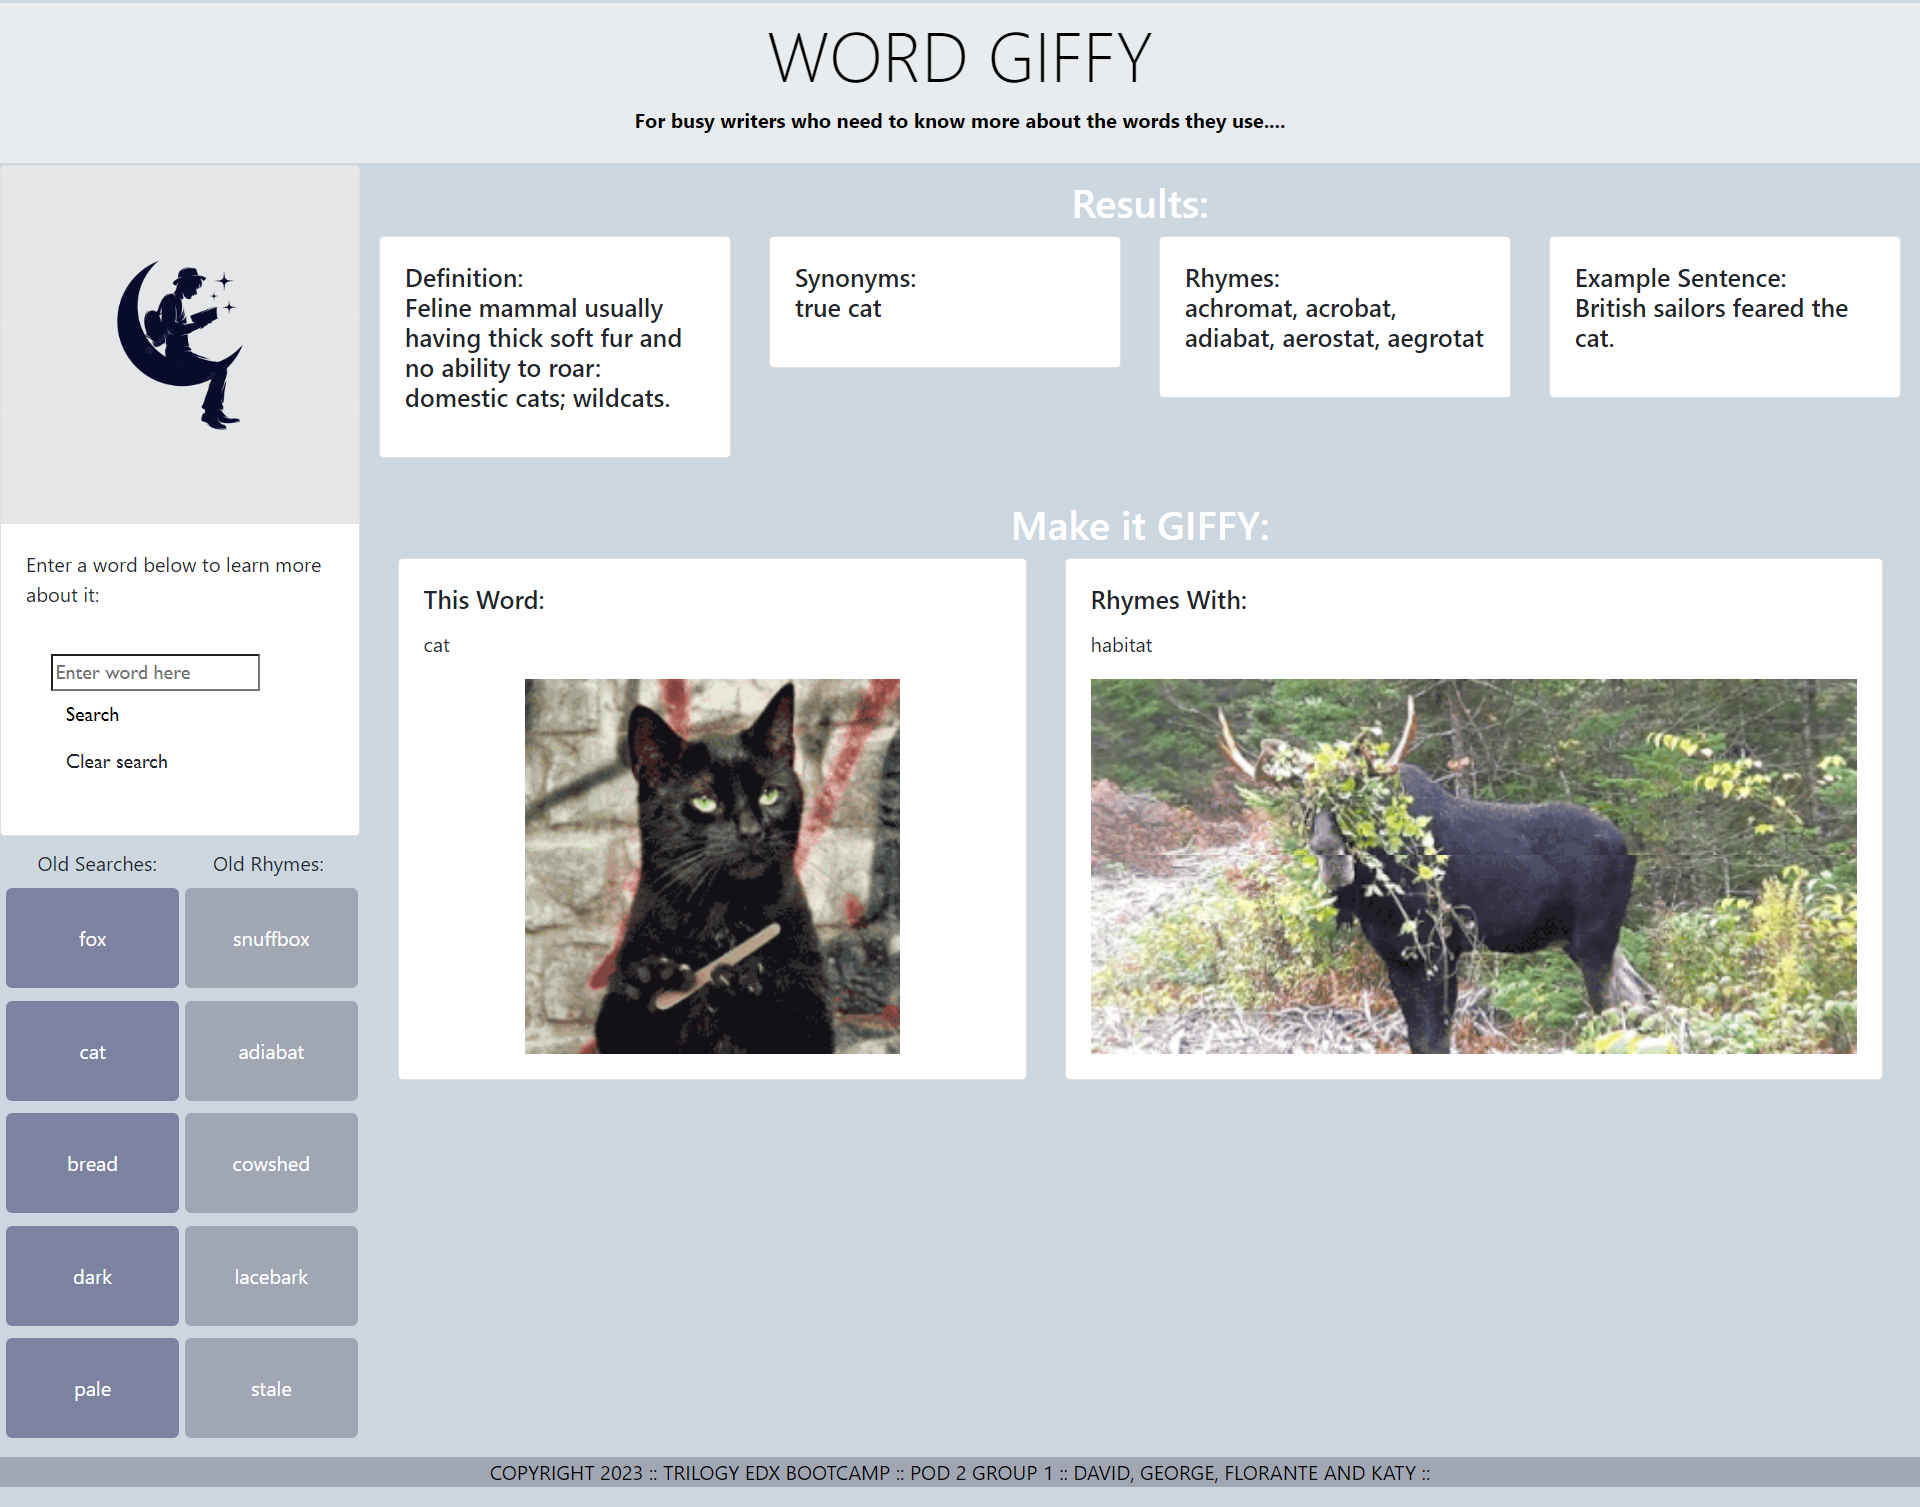 WORD GIFFY
For busy writers who need to know more about the words they use....
Enter a word below to learn more
about it:
Enter word here
Search
Clear search
Old Searches:
Old Rhymes:
fox
snuffbox
cat
adiabat
bread
cowshed
dark
lacebark
pale
stale
Results:
Definition:
Feline mammal usually
having thick soft fur and
no ability to roar:
domestic cats; wildcats.
Synonyms:
true cat
Rhymes:
achromat, acrobat,
adiabat, aerostat, aegrotat
Example Sentence:
British sailors feared the
cat.
Make it GIFFY:
This Word:
cat
Rhymes With:
habitat
COPYRIGHT 2023 :: TRILOGY EDX BOOTCAMP :: POD 2 GROUP 1 :: DAVID, GEORGE, FLORANTE AND KATY ::